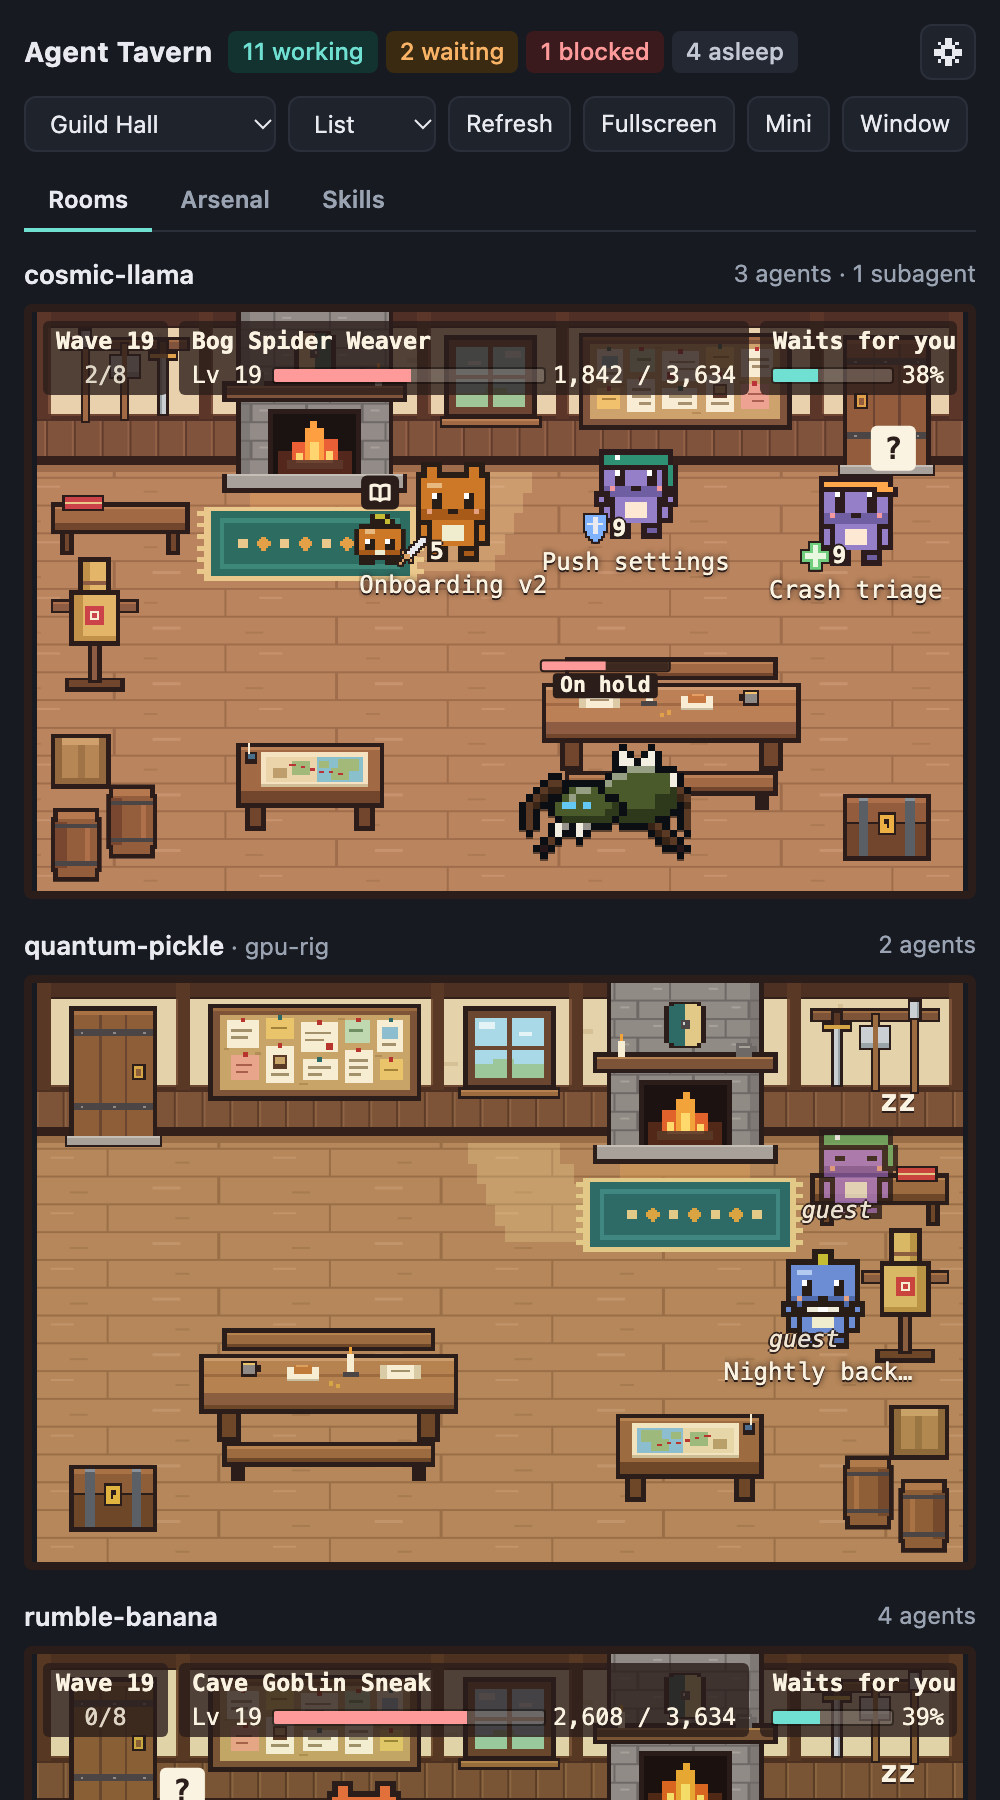 Agent Tavern
11 working
2 waiting
1 blocked
4 asleep
Guild Hall
List
Refresh
Fullscreen
Mini
Window
Rooms
Arsenal
Skills
cosmic-llama
3 agents · 1 subagent
Wave 19
2/8
Bog Spider Weaver
Lv 19
1,842 / 3,634
Waits for you
38%
?
5
Onboarding v2
9
Push settings
9
Crash triage
On hold
quantum-pickle · gpu-rig
2 agents
zz
guest
guest
Nightly back…
rumble-banana
4 agents
Wave 19
0/8
Cave Goblin Sneak
Lv 19
2,608 / 3,634
Waits for you
39%
?
zz